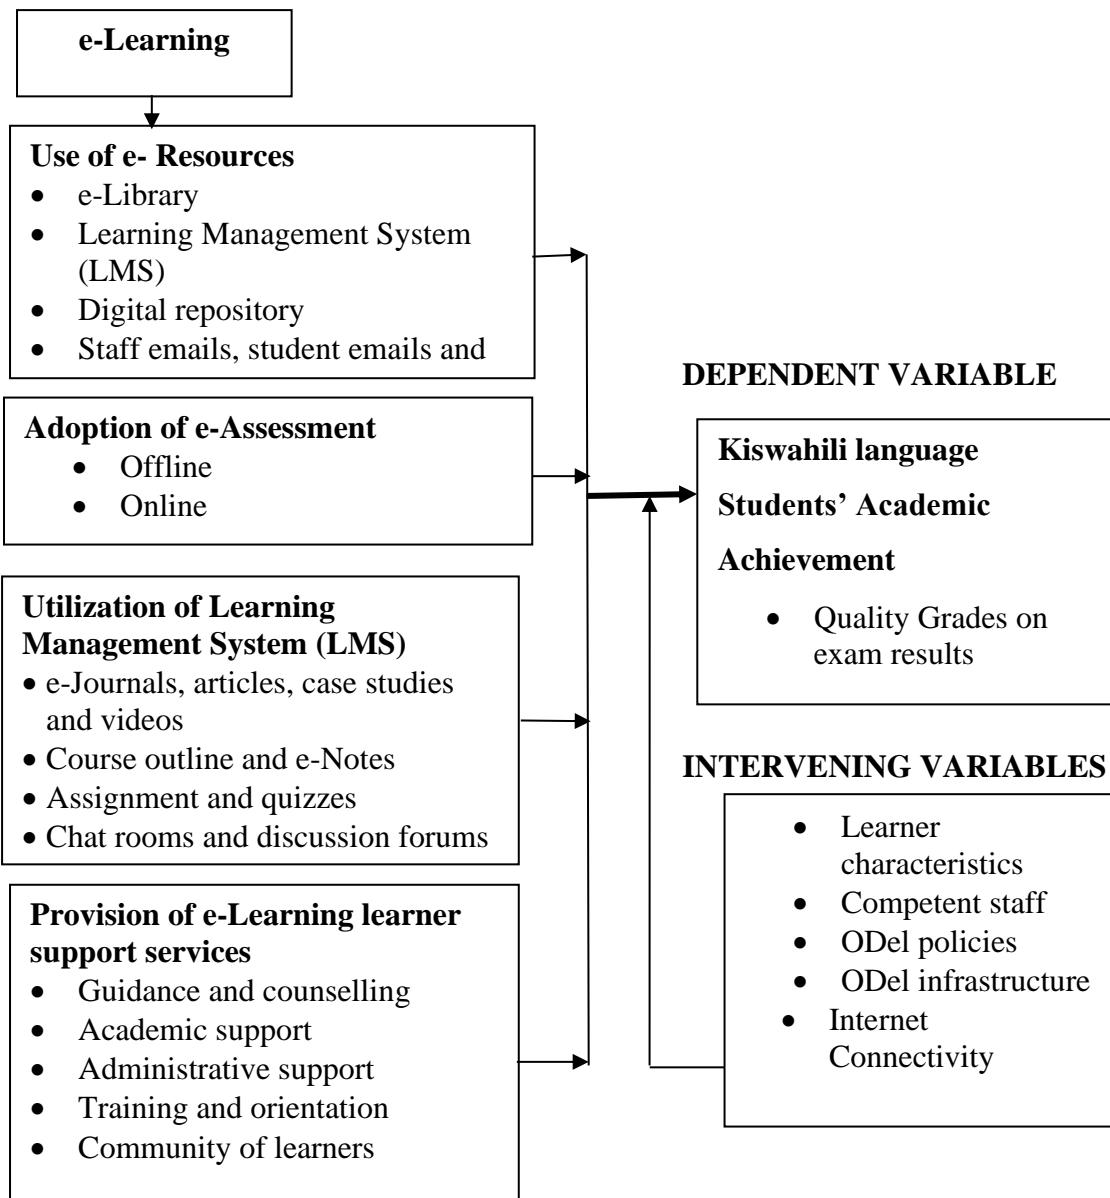 e-Learning
Use of e- Resources
• e-Library
• Learning Management System
(LMS)
• Digital repository
• Staff emails, student emails and
Adoption of e-Assessment
• Offline
• Online
Utilization of Learning
Management System (LMS)
• e-Journals, articles, case studies
and videos
• Course outline and e-Notes
• Assignment and quizzes
• Chat rooms and discussion forums
Provision of e-Learning learner
support services
• Guidance and counselling
• Academic support
• Administrative support
• Training and orientation
• Community of learners
DEPENDENT VARIABLE
Kiswahili language
Students’ Academic
Achievement
• Quality Grades on
exam results
INTERVENING VARIABLES
• Learner
characteristics
• Competent staff
• ODel policies
• ODel infrastructure
• Internet
Connectivity